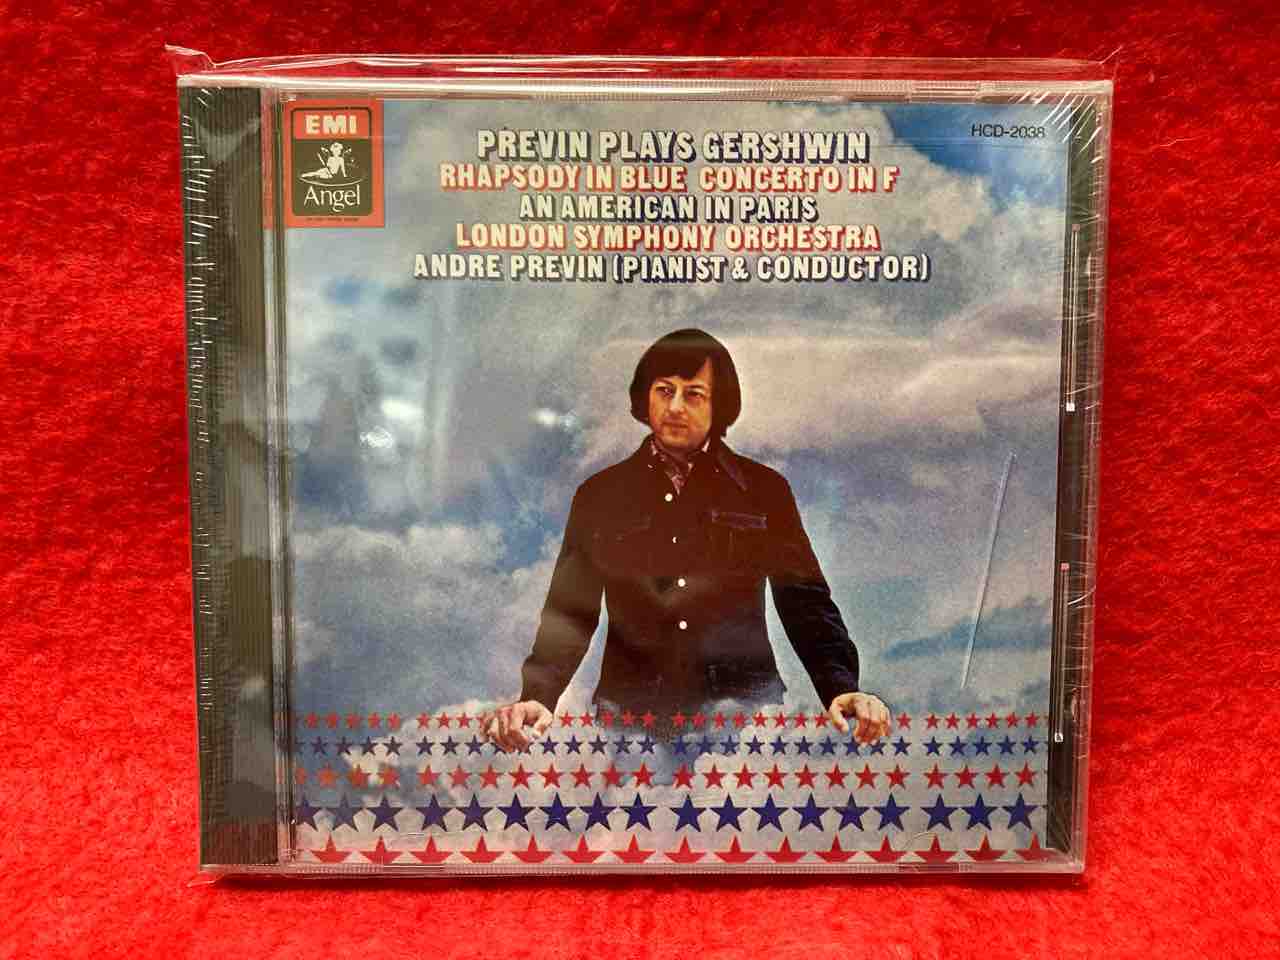 EMI
Angel
HCD-2038
PREVIN PLAYS GERSHWIN
RHAPSODY IN BLUE CONCERTO IN F
AN AMERICAN IN PARIS
LONDON SYMPHONY ORCHESTRA
ANDRE PREVIN (PIANIST & CONDUCTOR)